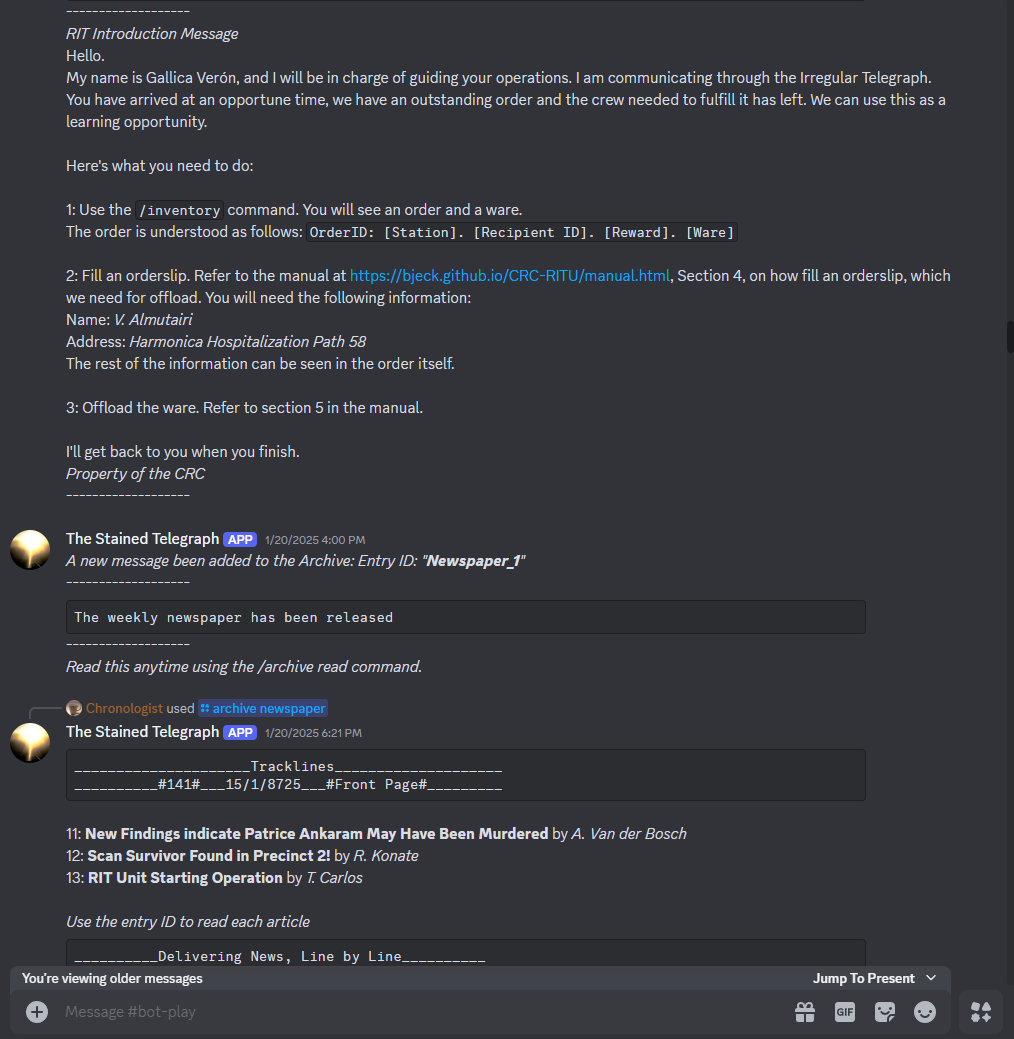 -------------------
RIT Introduction Message
Hello.
My name is Gallica Verón, and I will be in charge of guiding your operations. I am communicating through the Irregular Telegraph.
You have arrived at an opportune time, we have an outstanding order and the crew needed to fulfill it has left. We can use this as a
learning opportunity.
Here's what you need to do:
1: Use the /inventory command. You will see an order and a ware.
The order is understood as follows: OrderID: [Station]. [Recipient ID]. [Reward]. [Ware]
2: Fill an orderslip. Refer to the manual at https://bjeck.github.io/CRC-RITU/manual.html, Section 4, on how fill an orderslip, which
we need for offload. You will need the following information:
Name: V. Almutairi
Address: Harmonica Hospitalization Path 58
The rest of the information can be seen in the order itself.
3: Offload the ware. Refer to section 5 in the manual.
I'll get back to you when you finish.
Property of the CRC
-------------------
The Stained Telegraph APP 1/20/2025 4:00 PM
A new message been added to the Archive: Entry ID: "Newspaper_1"
-------------------
The weekly newspaper has been released
-------------------
Read this anytime using the /archive read command.
Chronologist used archive newspaper
The Stained Telegraph APP 1/20/2025 6:21 PM
_____________________Tracklines____________________
__________#141#___15/1/8725___#Front Page#_________
11: New Findings indicate Patrice Ankaram May Have Been Murdered by A. Van der Bosch
12: Scan Survivor Found in Precinct 2! by R. Konate
13: RIT Unit Starting Operation by T. Carlos
Use the entry ID to read each article
__________Delivering News, Line by Line__________
You're viewing older messages Jump To Present
Message #bot-play GIF